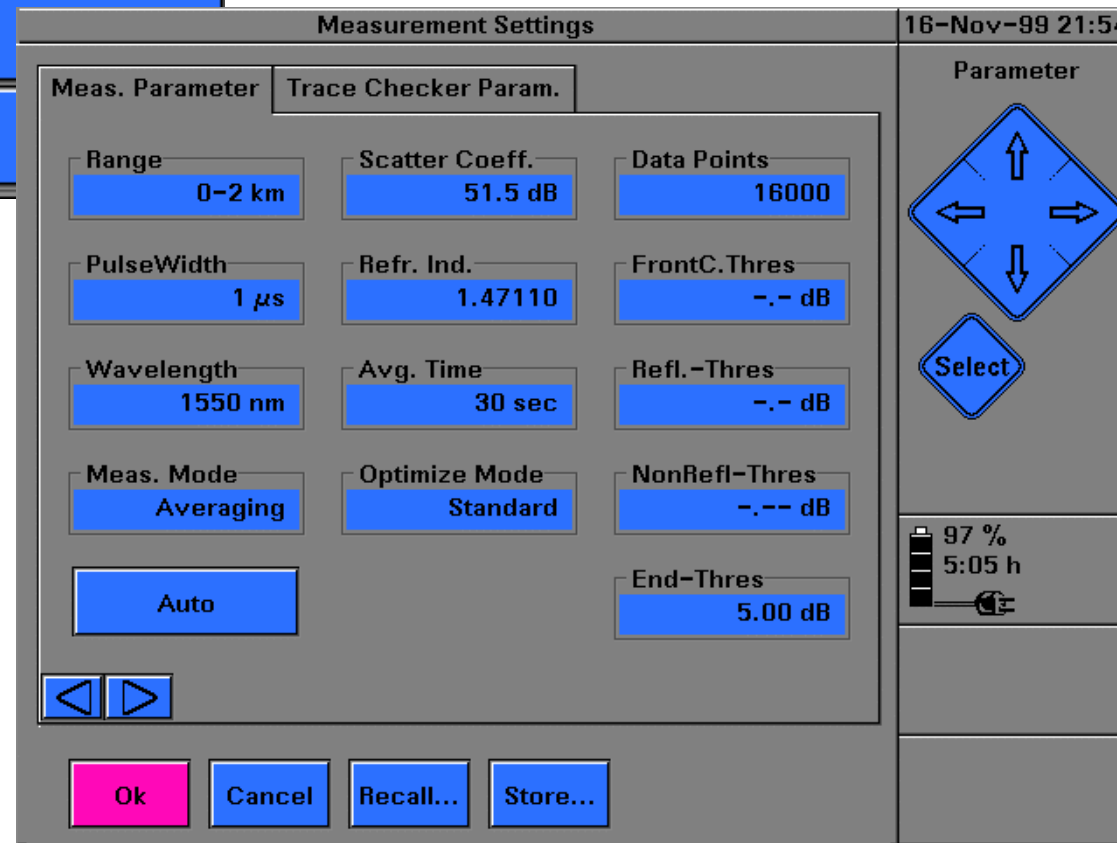 Measurement Settings
16-Nov-99 21:54
Meas. Parameter
Trace Checker Param.
Parameter
Range
0-2 km
Scatter Coeff.
51.5 dB
Data Points
16000
PulseWidth
1 µs
Refr. Ind.
1.47110
FrontC.Thres
-.- dB
Wavelength
1550 nm
Avg. Time
30 sec
Refl.-Thres
-.- dB
Select
Meas. Mode
Averaging
Optimize Mode
Standard
NonRefl-Thres
-.-- dB
97 %
5:05 h
Auto
End-Thres
5.00 dB
Ok
Cancel
Recall...
Store...